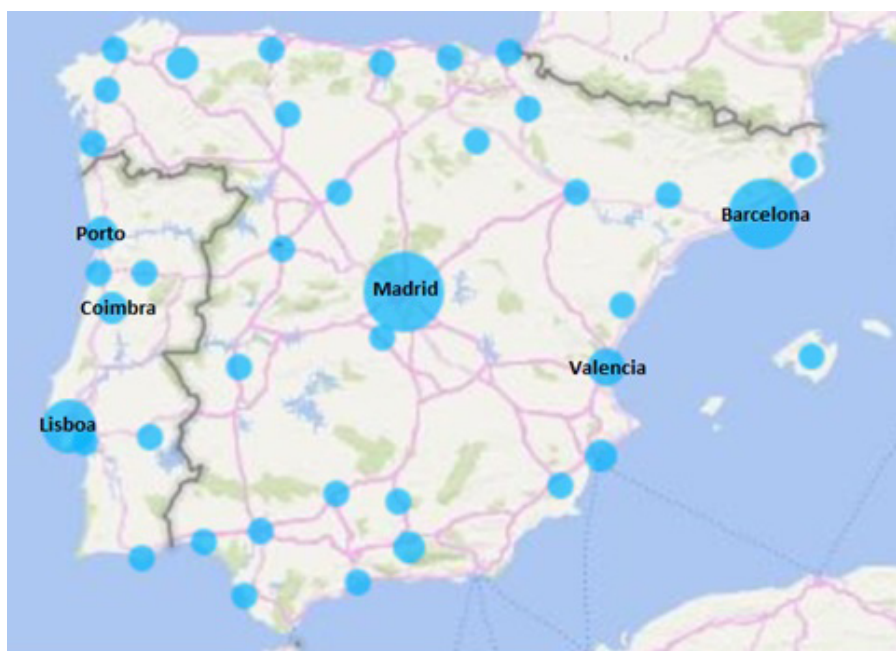 Porto
Barcelona
Madrid
Coimbra
Valencia
Lisboa